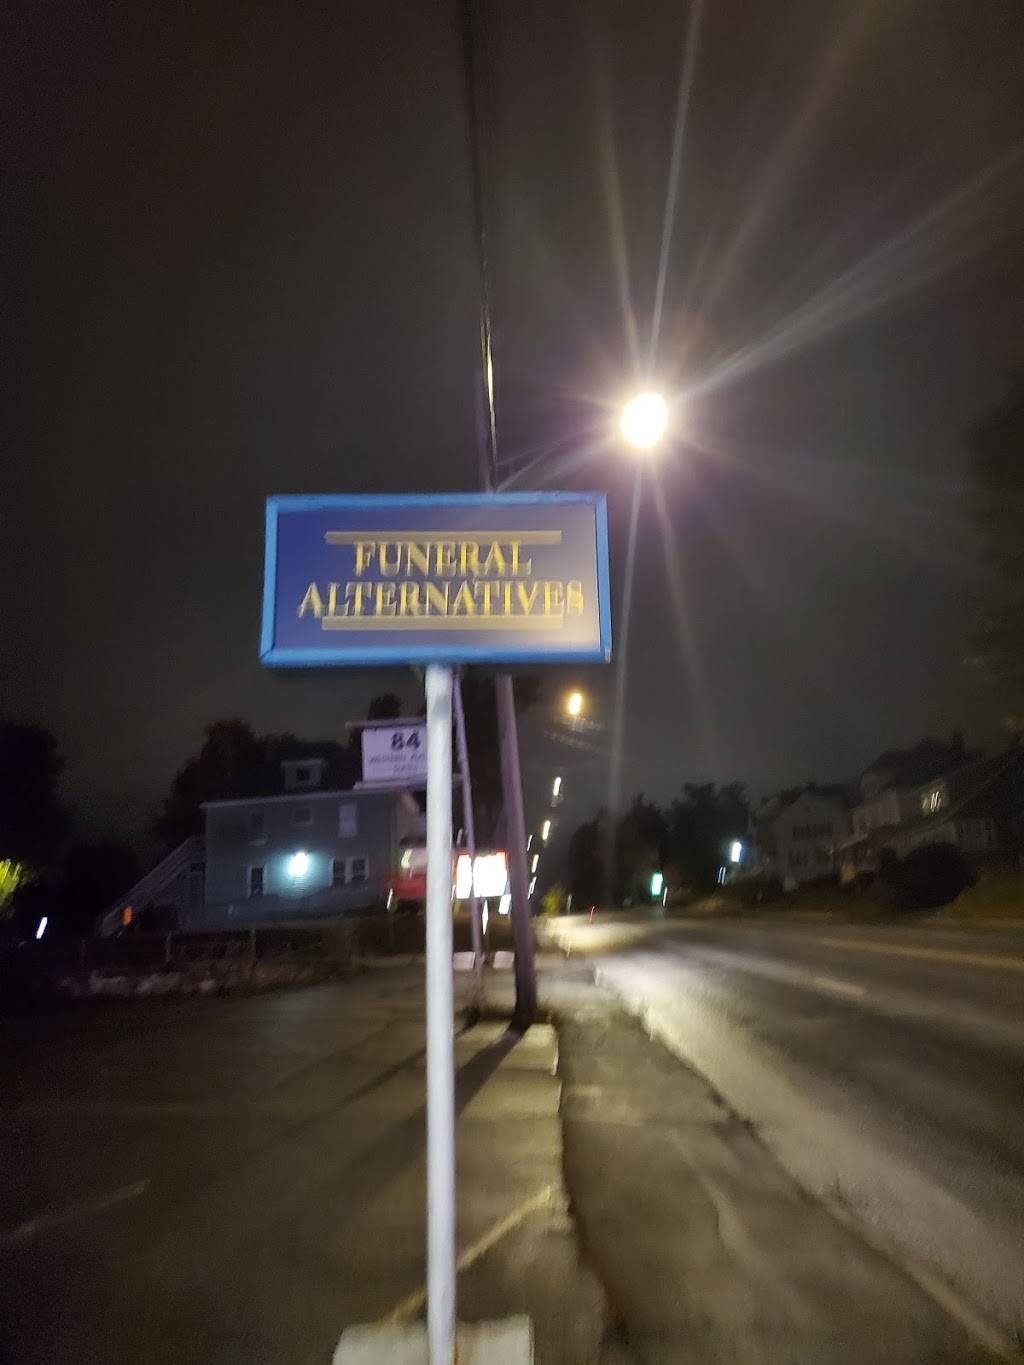 FUNERAL
ALTERNATIVES
84